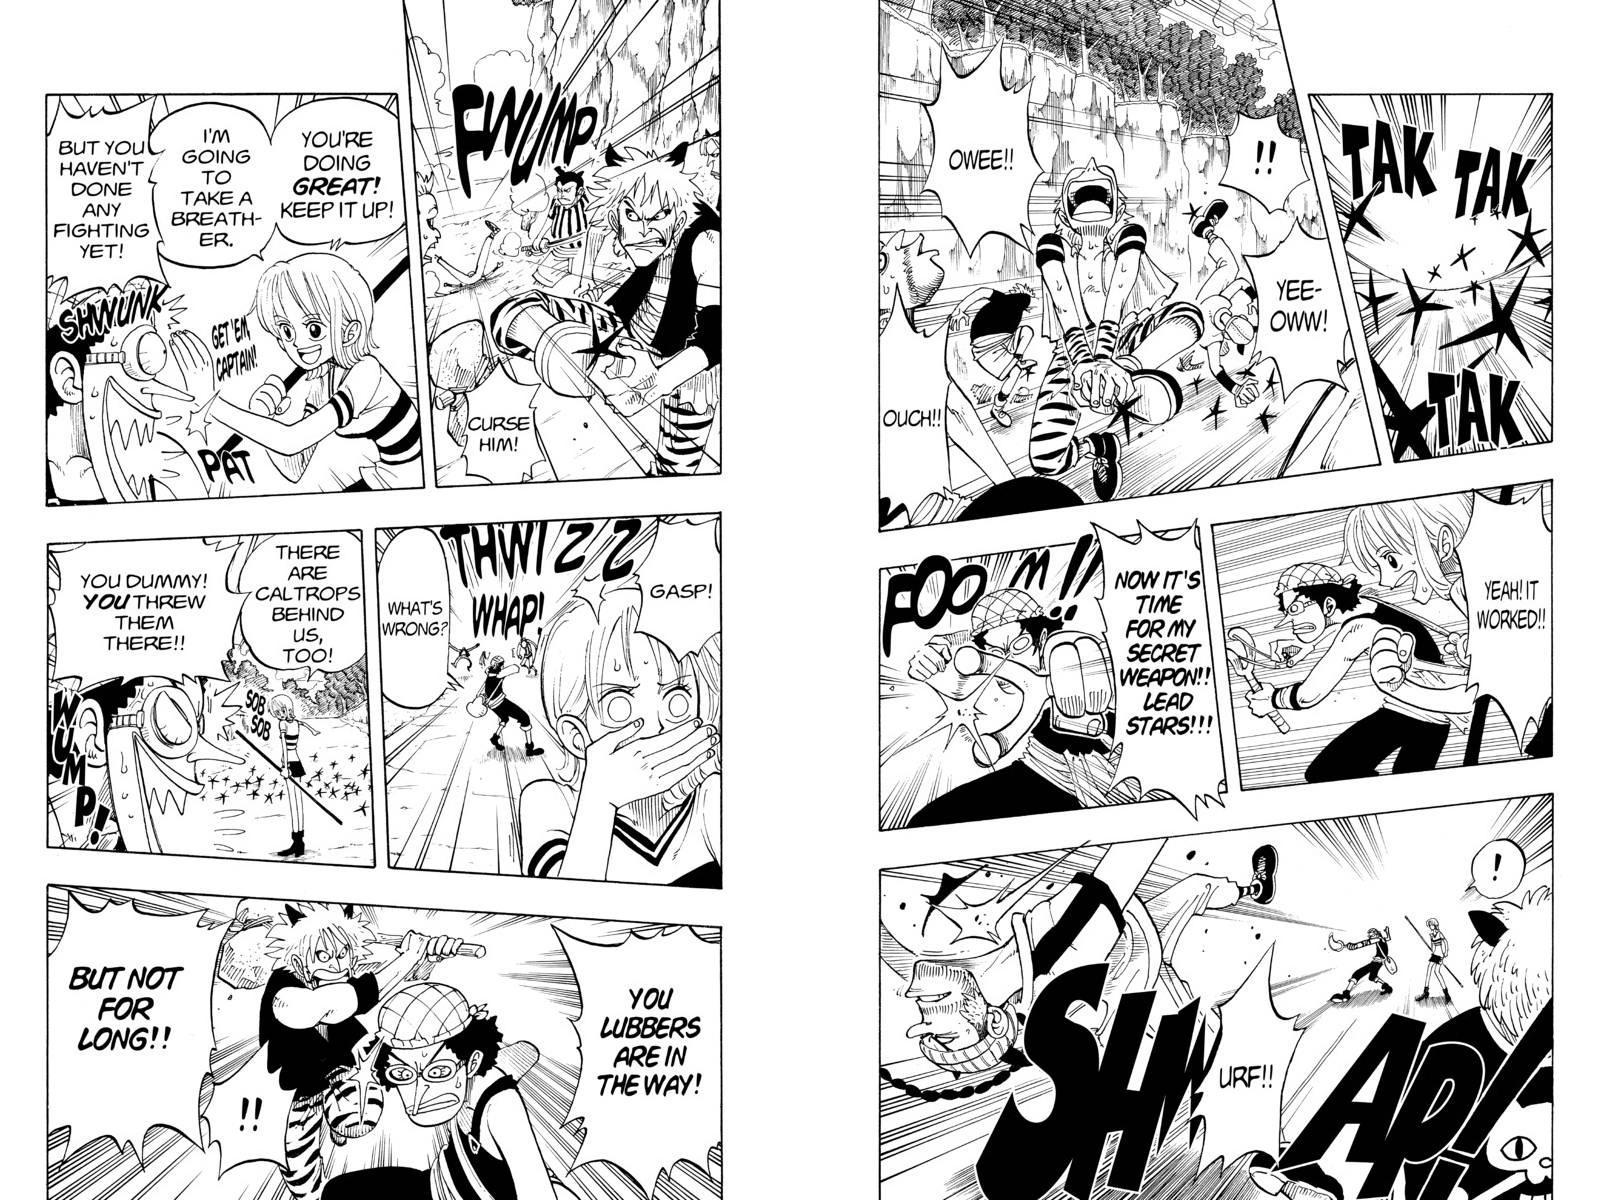 TAK
TAK
TAK
!!
YEE-
OWW!
OWEE!!
OUCH!!
YEAH! IT
WORKED!!
NOW IT'S
TIME
FOR MY
SECRET
WEAPON!!
LEAD
STARS!!!
FOOM!!
!
URF!!
SHWAP!
FWUMP
CURSE
HIM!
YOU'RE
DOING
GREAT!
KEEP IT UP!
I'M
GOING
TO
TAKE A
BREATH-
ER.
BUT YOU
HAVEN'T
DONE
ANY
FIGHTING
YET!
SHWUNK
GET 'EM,
CAPTAIN!
PAT
GASP!
THWIZZ
WHAP!
WHAT'S
WRONG?
THERE
ARE
CALTROPS
BEHIND
US,
TOO!
SOB
SOB
YOU DUMMY!
YOU THREW
THEM
THERE!!
WUMP!
YOU
LUBBERS
ARE IN
THE WAY!
!!
BUT NOT
FOR
LONG!!